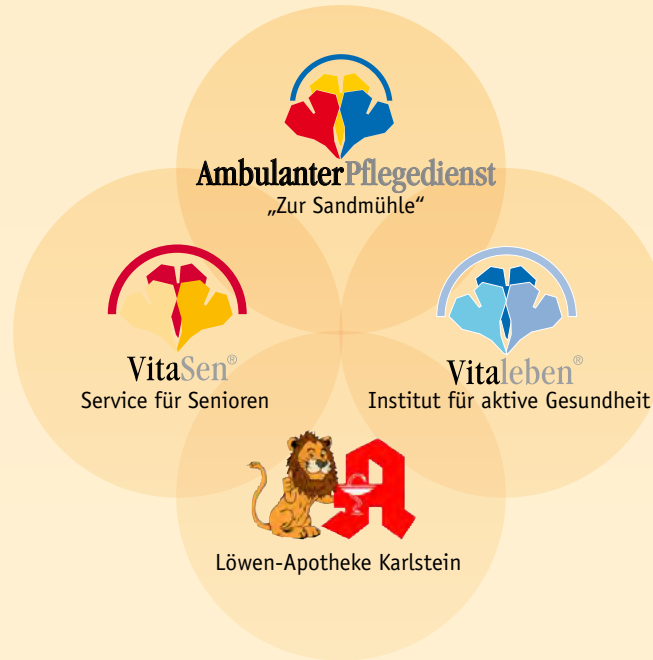 AmbulanterPflegedienst
„Zur Sandmühle“
VitaSen®
Service für Senioren
Vitaleben®
Institut für aktive Gesundheit
Löwen-Apotheke Karlstein